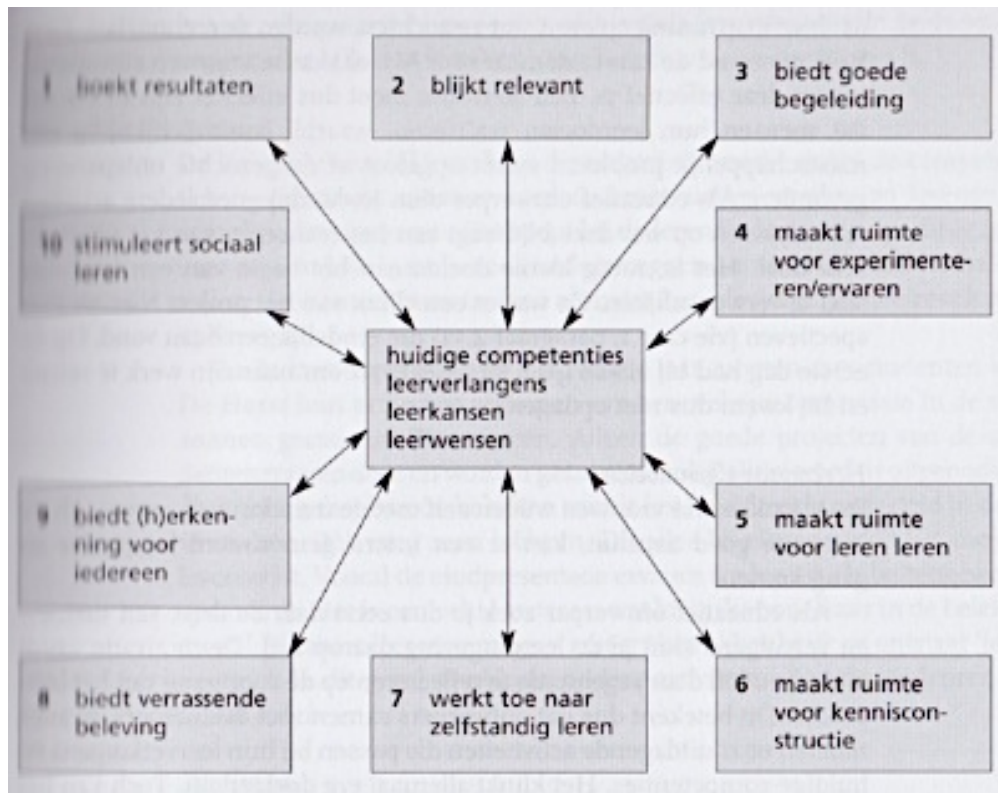 1 boekt resultaten
2 blijkt relevant
3 biedt goede
begeleiding
10 stimuleert sociaal
leren
4 maakt ruimte
voor experimente-
ren/ervaren
huidige competenties
leerverlangens
leerkansen
leerwensen
9 biedt (h)erken-
ning voor
iedereen
5 maakt ruimte
voor leren leren
8 biedt verrassende
beleving
7 werkt toe naar
zelfstandig leren
6 maakt ruimte
voor kenniscon-
structie